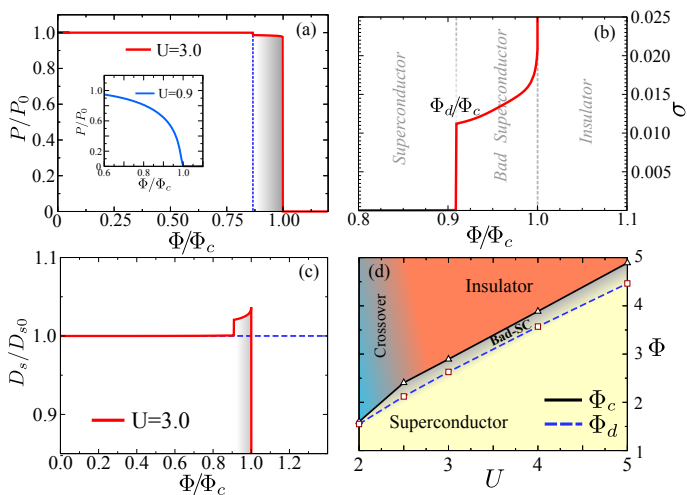 (a)
U=3.0
P/P0
1.0
0.8
0.6
0.4
0.2
0
0
0.25
0.50
0.75
1.00
Φ/Φc
U=0.9
P/P0
1.2
0.8
0.4
0.0
0.6
0.8
1.0
Φ/Φc
(b)
Superconductor
Bad Superconductor
Insulator
Φd/Φc
σ
0.025
0.020
0.015
0.010
0.005
0.8
0.9
1.0
1.1
Φ/Φc
(c)
Ds/Ds0
1.1
1.0
0.9
U=3.0
0.0
0.2
0.4
0.6
0.8
1.0
1.2
Φ/Φc
(d)
Crossover
Insulator
Bad-SC
Superconductor
Φc
Φd
Φ
5
4
3
2
1
2
3
4
5
U